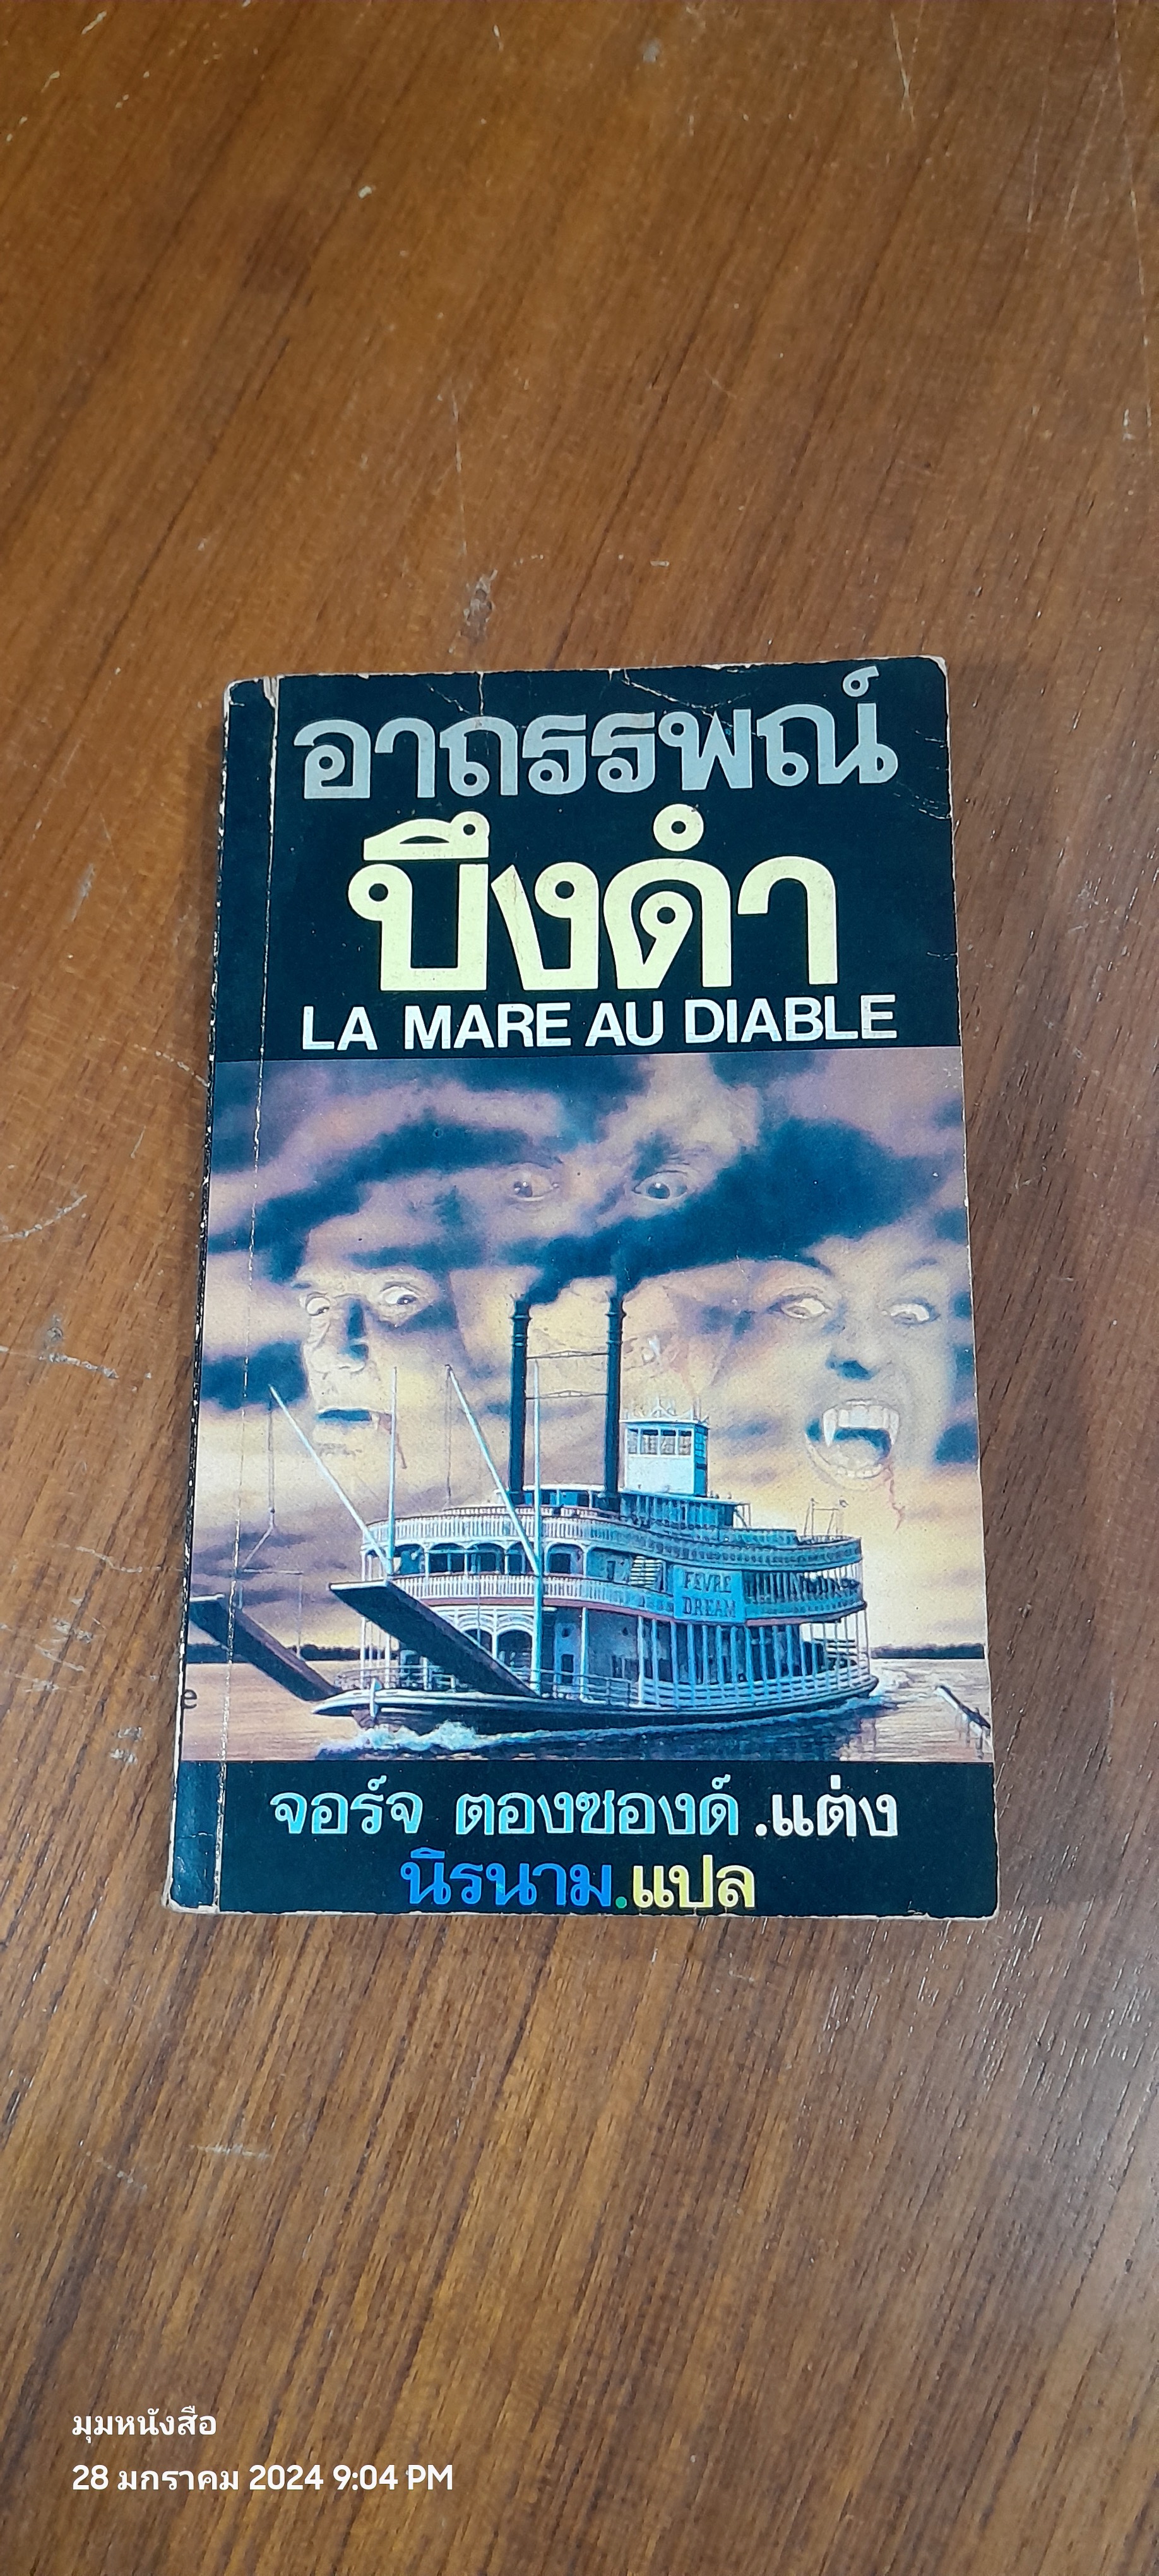 อาถรรพณ์
บึงดำ
LA MARE AU DIABLE
FEVRE
DREAM
e
จอร์จ ตองซองด์.แต่ง
นิรนาม.แปล
มุมหนังสือ
28 มกราคม 2024 9:04 PM